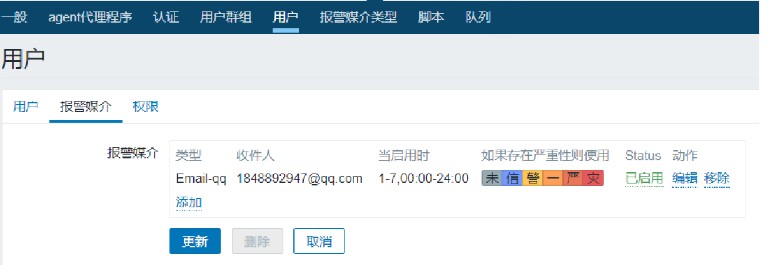 一般 agent代理程序 认证 用户群组 用户 报警媒介类型 脚本 队列
用户
用户 报警媒介 权限
报警媒介 类型 收件人 当启用时 如果存在严重性则使用 Status 动作
Email-qq 1848892947@qq.com 1-7,00:00-24:00 未 信 警 一 严 灾 已启用 编辑 移除
添加
更新 删除 取消